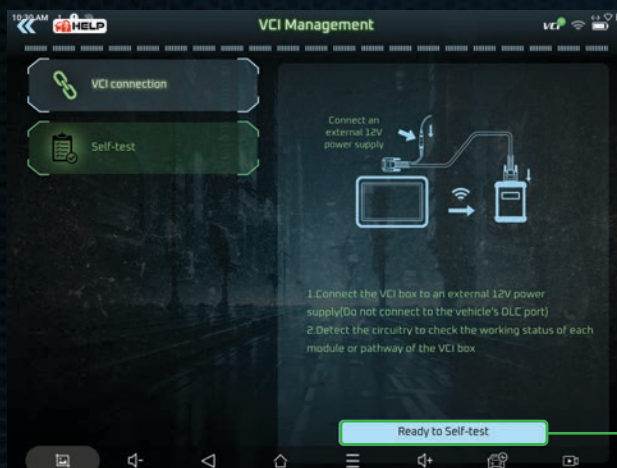 10:30 AM
HELP
VCI Management
VCI
VCI connection
Self-test
Connect an
external 12V
power supply
1.Connect the VCI box to an external 12V power
supply(Do not connect to the vehicle's DLC port)
2.Detect the circuitry to check the working status of each
module or pathway of the VCI box
Ready to Self-test